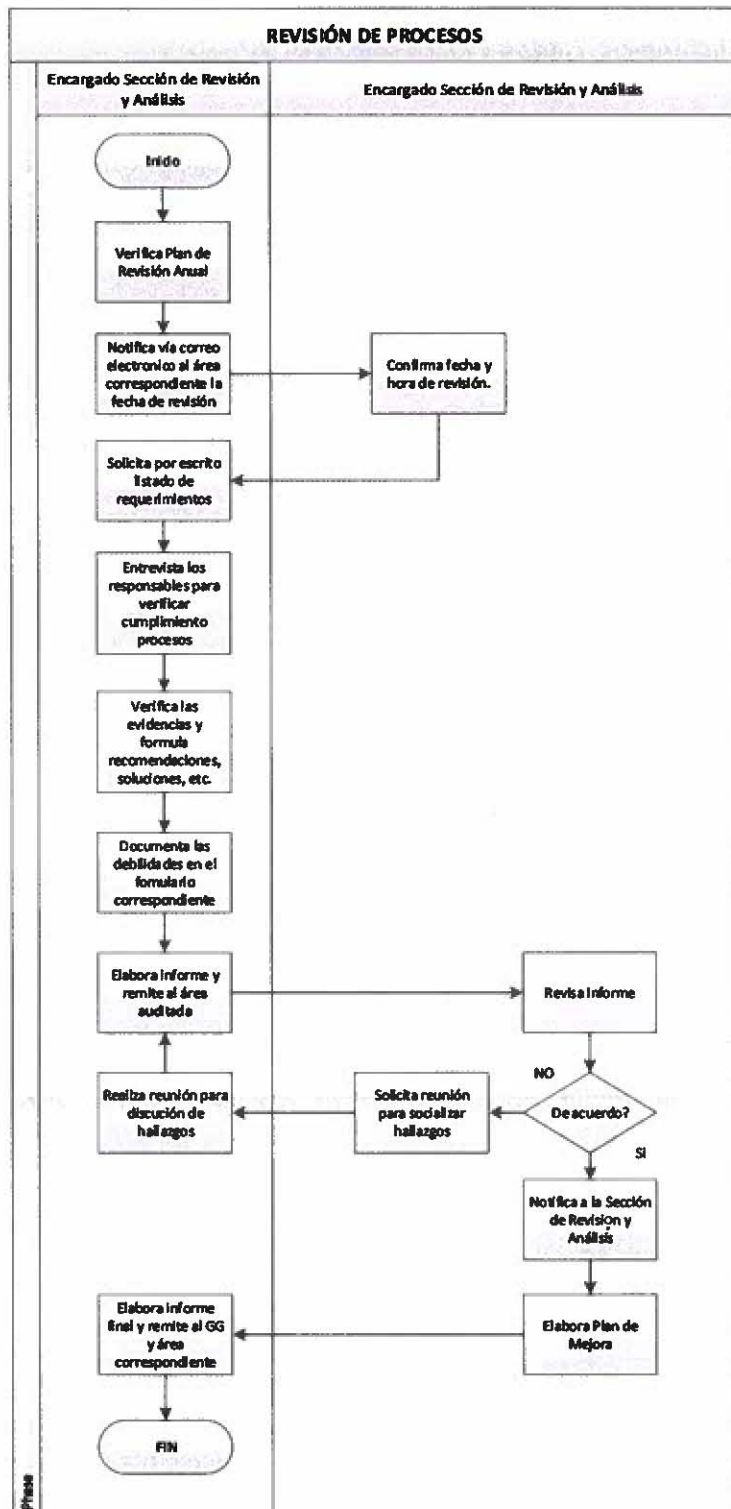 REVISIÓN DE PROCESOS
Encargado Sección de Revisión
y Análisis
Encargado Sección de Revisión y Análisis
Inicio
Verifica Plan de
Revisión Anual
Notifica vía correo
electronico al área
correspondiente la
fecha de revisión
Confirma fecha y
hora de revisión.
Solicita por escrito
listado de
requerimientos
Entrevista los
responsables para
verificar
cumplimiento
procesos
Verifica las
evidencias y
formula
recomendaciones,
soluciones, etc.
Documenta las
debilidades en el
formulario
correspondiente
Elabora informe y
remite al área
auditada
Revisa Informe
NO
De acuerdo?
SI
Solicita reunión
para socializar
hallazgos
Realiza reunión para
discución de
hallazgos
Notifica a la Sección
de Revisión y
Análisis
Elabora Plan de
Mejora
Elabora informe
final y remite al GG
y área
correspondiente
FIN
Phase